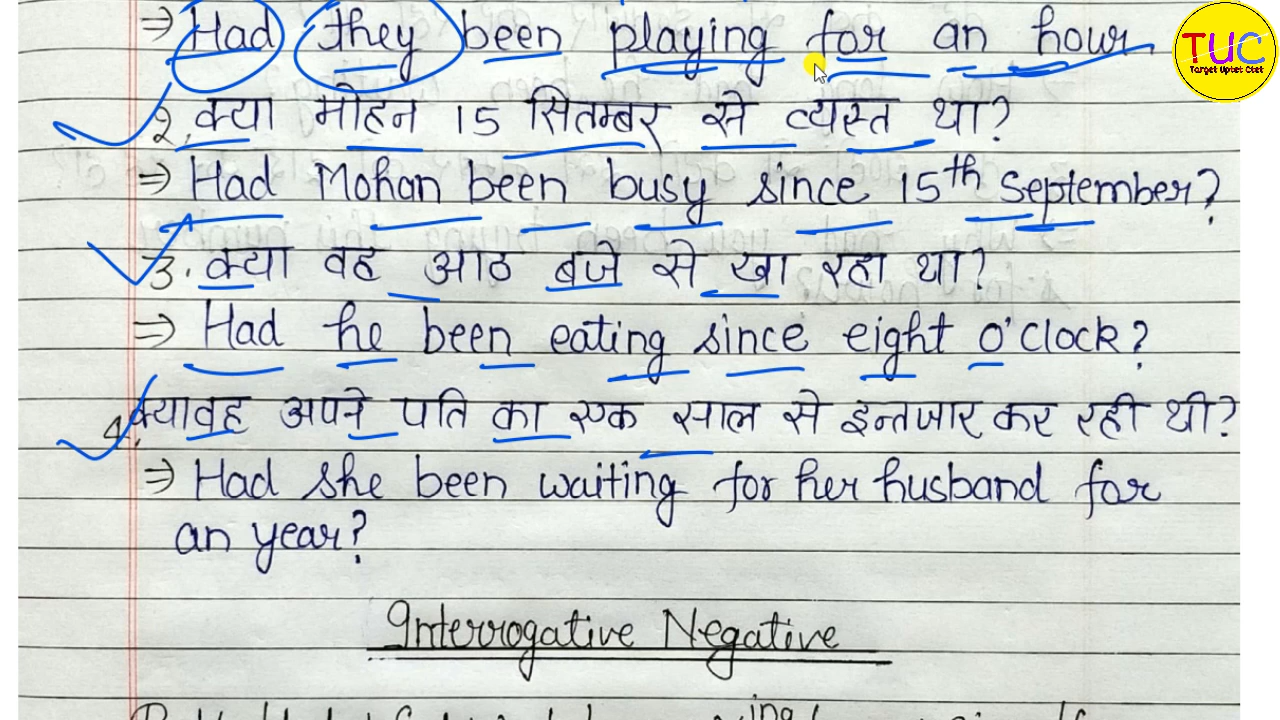 ⇒ Had they been playing for an hour
TUC
Target Uptet Ctet
2. क्या मोहन 15 सितम्बर से व्यस्त था?
⇒ Had Mohan been busy since 15th September?
3. क्या वह आठ बजे से खा रहा था?
⇒ Had he been eating since eight o'clock?
4. क्या वह अपने पति का एक साल से इन्तजार कर रही थी?
⇒ Had she been waiting for her husband for
an year?
Interrogative Negative